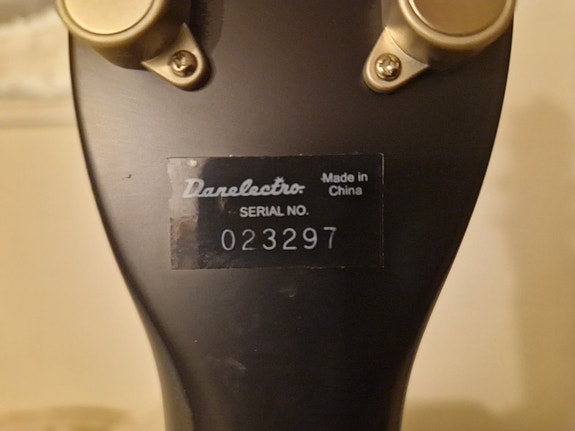 Danelectro. Made in
China
SERIAL NO.
023297